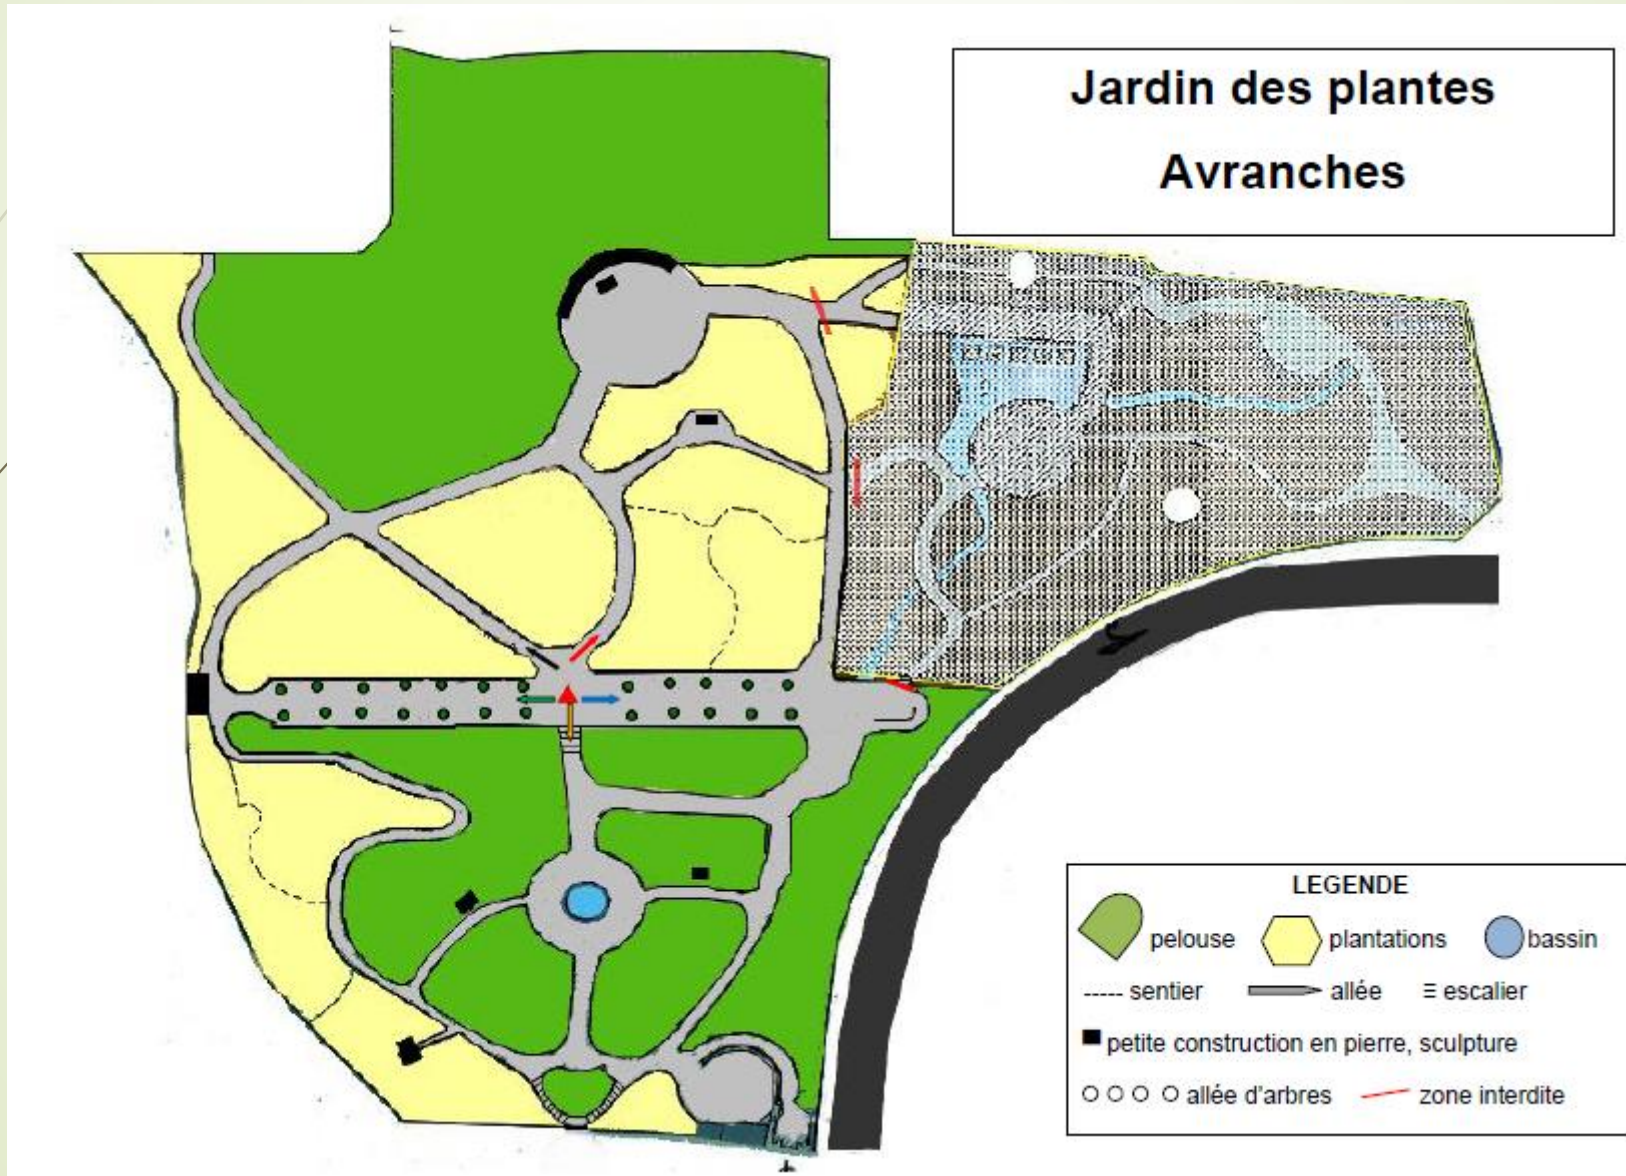 Jardin des plantes
Avranches
LEGENDE
pelouse
plantations
bassin
sentier
allée
escalier
petite construction en pierre, sculpture
allée d'arbres
zone interdite